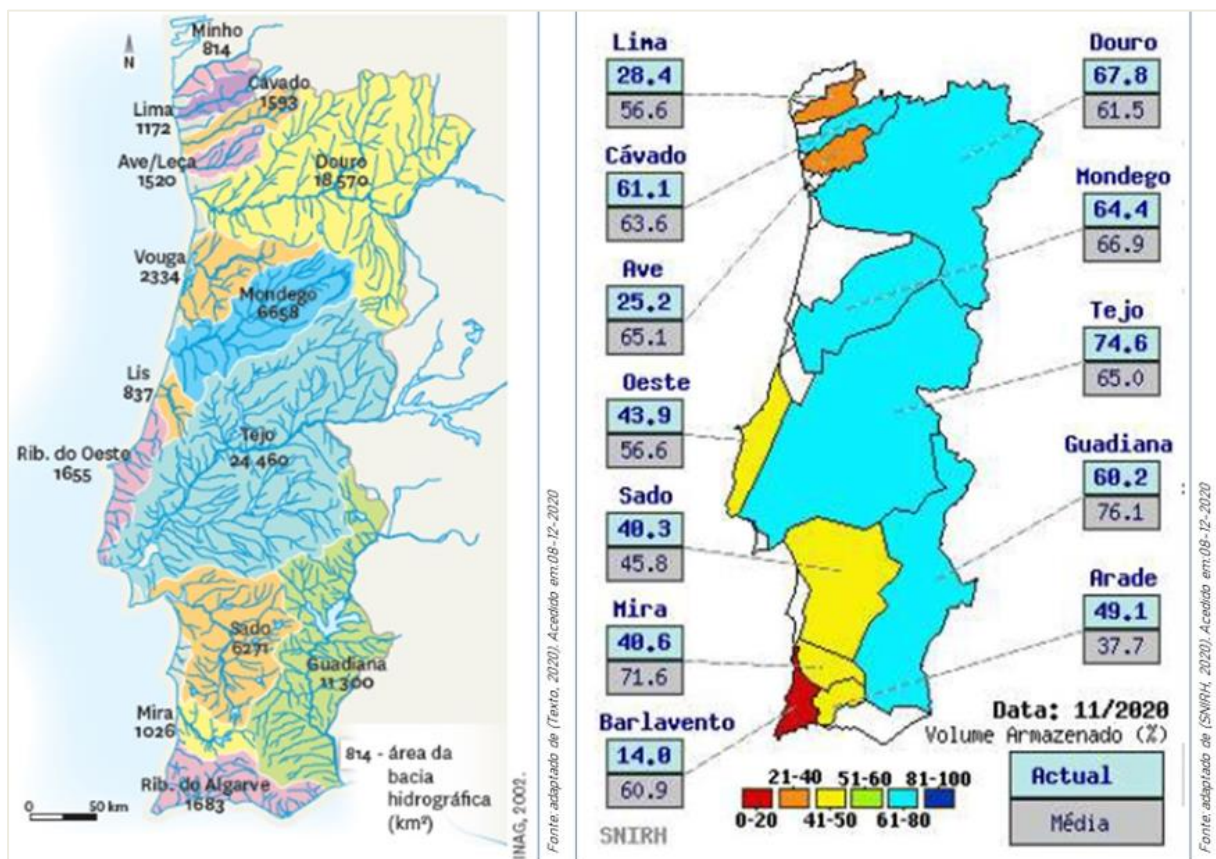 Minho
814
N
Cávado
1593
Lima
1172
Ave/Leça
1520
Douro
18 570
Vouga
2334
Mondego
6658
Lis
837
Tejo
24 460
Rib. do Oeste
1655
Sado
6271
Guadiana
11 300
Mira
1026
Rib. do Algarve
1683
814 - área da
bacia
hidrográfica
(km²)
0 50 km
INAG, 2002.
Fonte: adaptado de (Texto, 2020). Acedido em:08-12-2020
Lima
28.4
56.6
Cávado
61.1
63.6
Ave
25.2
65.1
Oeste
43.9
56.6
Sado
40.3
45.8
Mira
40.6
71.6
Barlavento
14.0
60.9
Douro
67.8
61.5
Mondego
64.4
66.9
Tejo
74.6
65.0
Guadiana
60.2
76.1
Arade
49.1
37.7
Data: 11/2020
Volume Armazenado (%)
Actual
Média
21-40 51-60 81-100
0-20 41-50 61-80
SNIRH
Fonte: adaptado de (SNIRH, 2020). Acedido em:08-12-2020